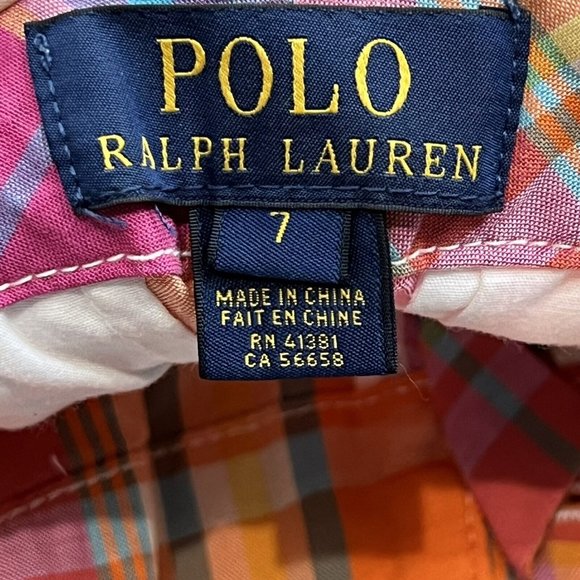 POLO
RALPH LAUREN
7
MADE IN CHINA
FAIT EN CHINE
RN 41381
CA 56658